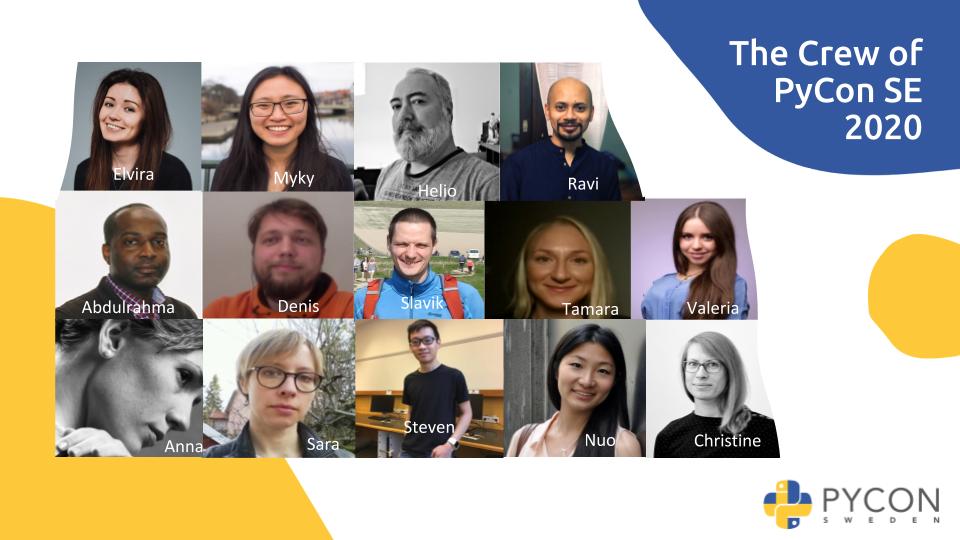 The Crew of
PyCon SE
2020
Elvira
Myky
Helio
Ravi
Abdulrahma
Denis
Slavik
Tamara
Valeria
Anna
Sara
Steven
Nuo
Christine
PYCON
SWEDEN